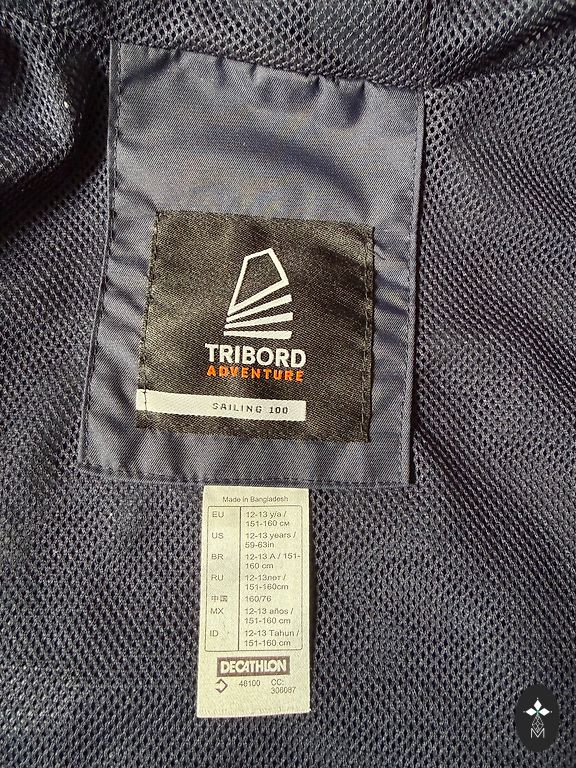 TRIBORD
ADVENTURE
SAILING 100
Made in Bangladesh
EU 12-13 y/a /
151-160 см
US 12-13 years /
59-63in
BR 12-13 A / 151-
160 cm
RU 12-13лет /
151-160cm
中国 160/76
MX 12-13 años /
151-160 cm
ID 12-13 Tahun /
151-160 cm
DECATHLON
48100 CC:
306087
M